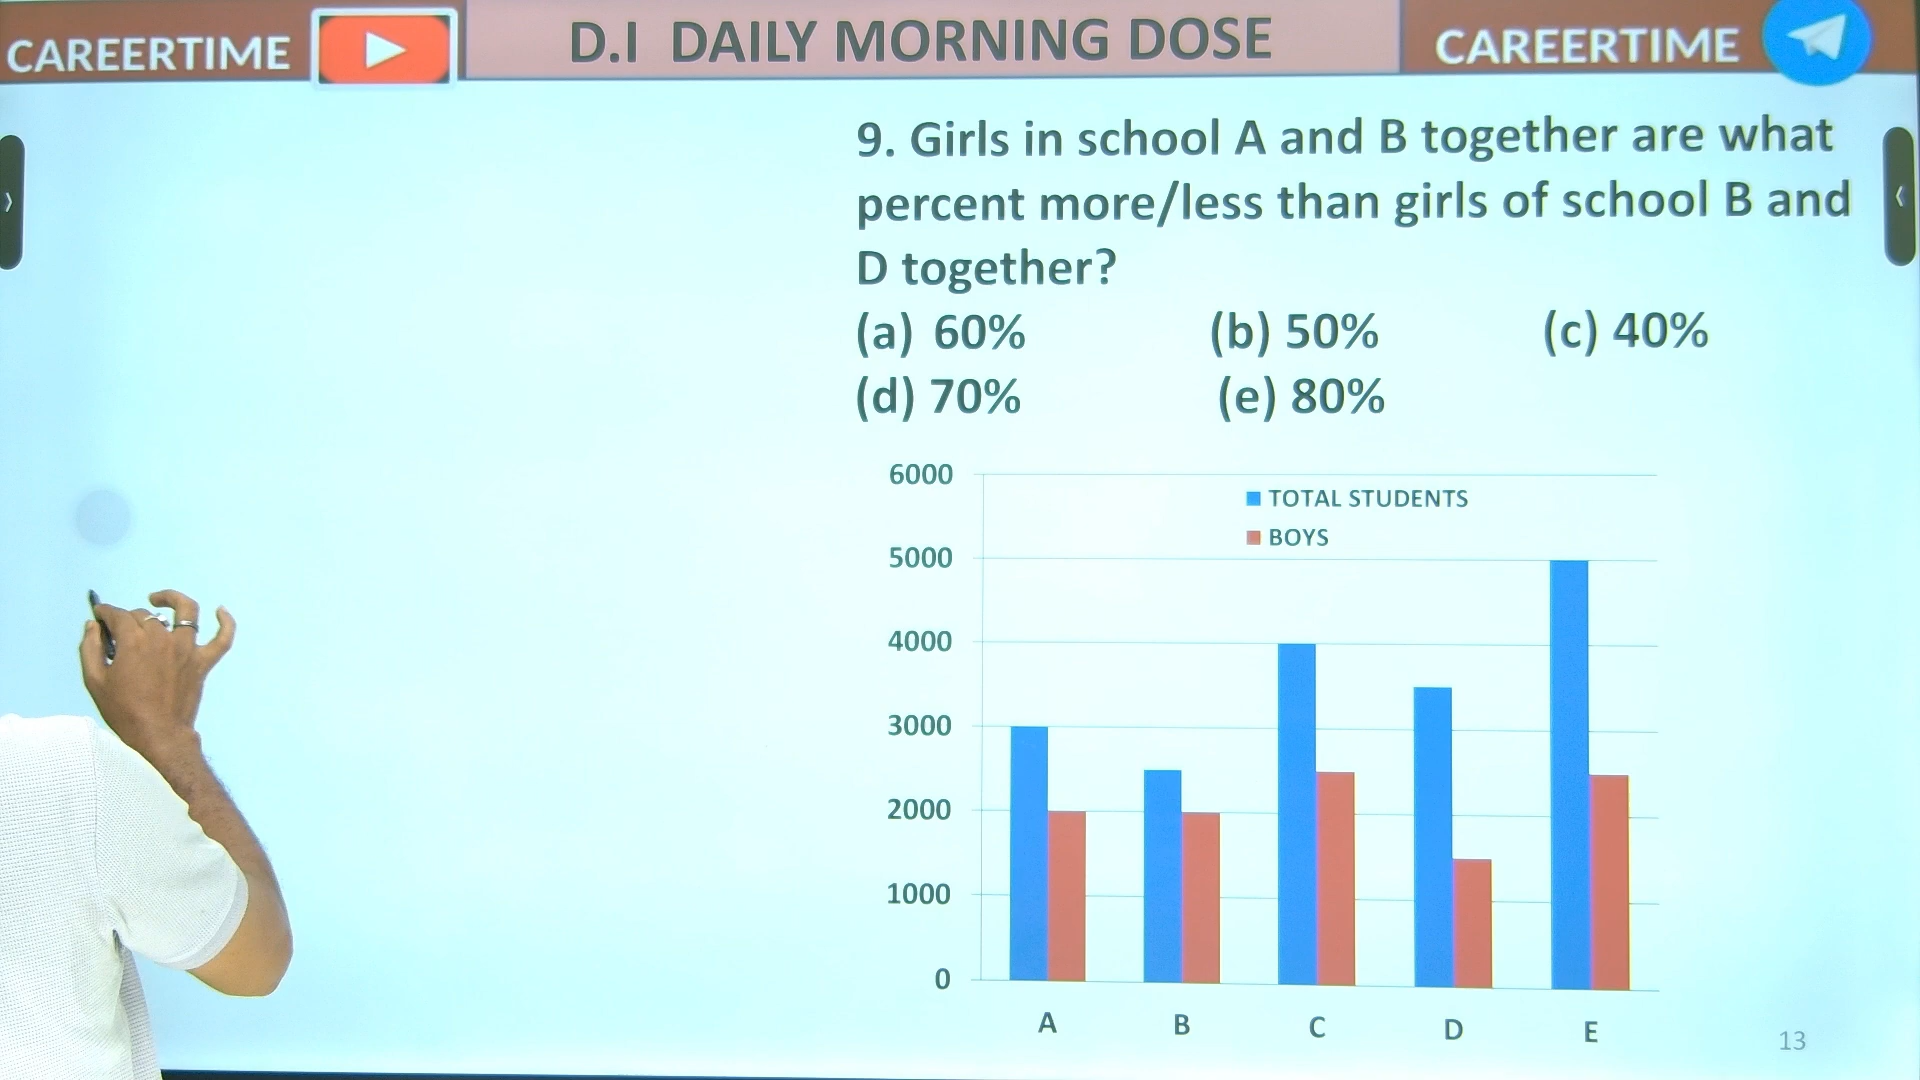 CAREERTIME
D.I DAILY MORNING DOSE
CAREERTIME
9. Girls in school A and B together are what
percent more/less than girls of school B and
D together?
(a) 60% (b) 50% (c) 40%
(d) 70% (e) 80%
6000
TOTAL STUDENTS
BOYS
5000
4000
3000
2000
1000
0
A B C D E
13